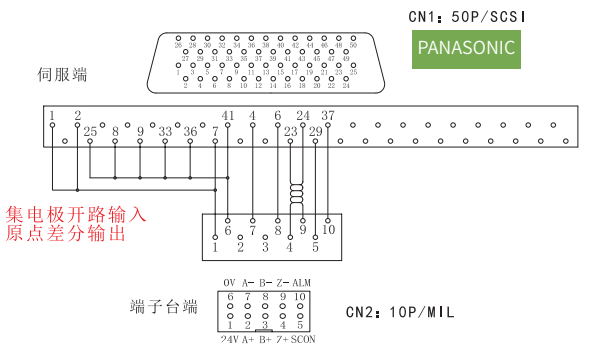 CN1: 50P/SCSI
PANASONIC
26 28 30 32 34 36 38 40 42 44 46 48 50
27 29 31 33 35 37 39 41 43 45 47 49
1 3 5 7 9 11 13 15 17 19 21 23 25
2 4 6 8 10 12 14 16 18 20 22 24
伺服端
1 2 41 4 6 24 37
25 8 9 33 36 7 23 29
集电极开路输入
原点差分输出
6 7 8 9 10
1 2 3 4 5
0V A- B- Z- ALM
端子台端
6 7 8 9 10
1 2 3 4 5
24V A+ B+ Z+ SCON
CN2: 10P/MIL